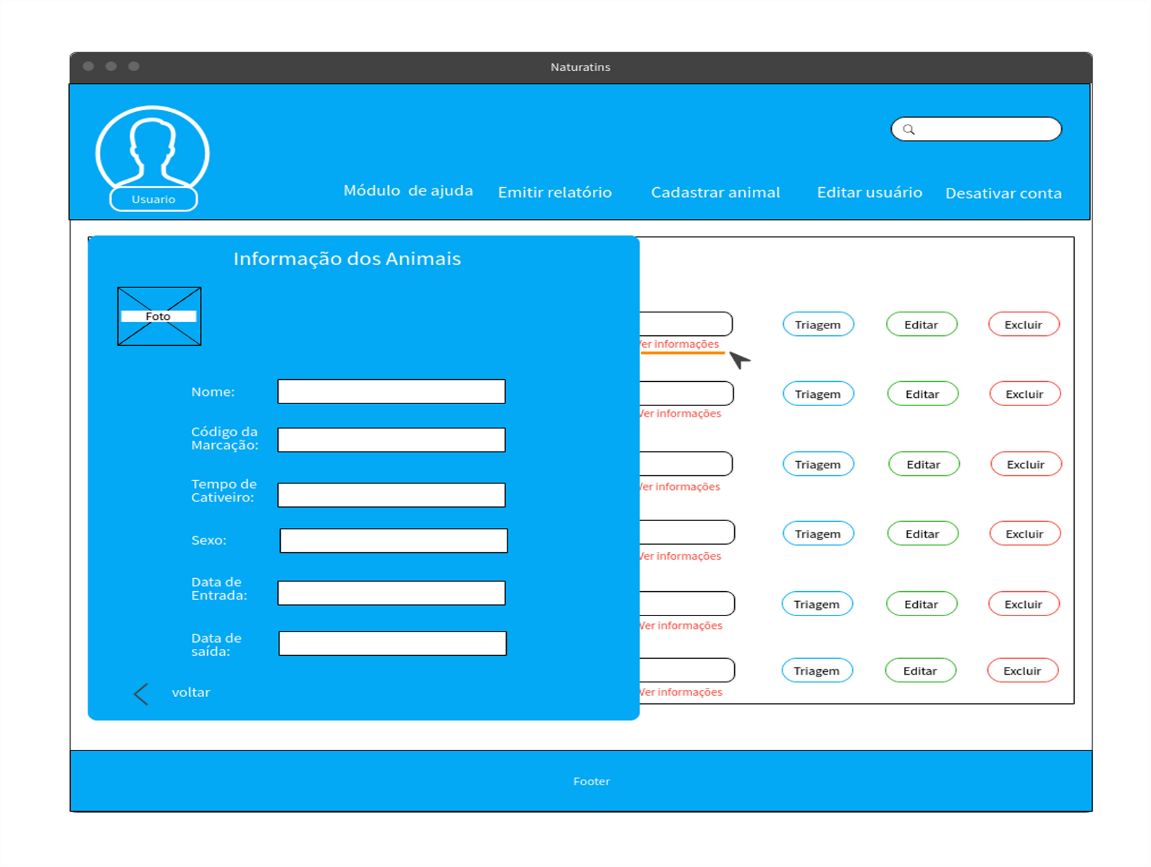 Naturatins
Usuario
Módulo de ajuda
Emitir relatório
Cadastrar animal
Editar usuário
Desativar conta
Informação dos Animais
Foto
Nome:
Código da
Marcação:
Tempo de
Cativeiro:
Sexo:
Data de
Entrada:
Data de
saída:
voltar
Triagem
Editar
Excluir
Ver informações
Triagem
Editar
Excluir
Ver informações
Triagem
Editar
Excluir
Ver informações
Triagem
Editar
Excluir
Ver informações
Triagem
Editar
Excluir
Ver informações
Triagem
Editar
Excluir
Ver informações
Footer